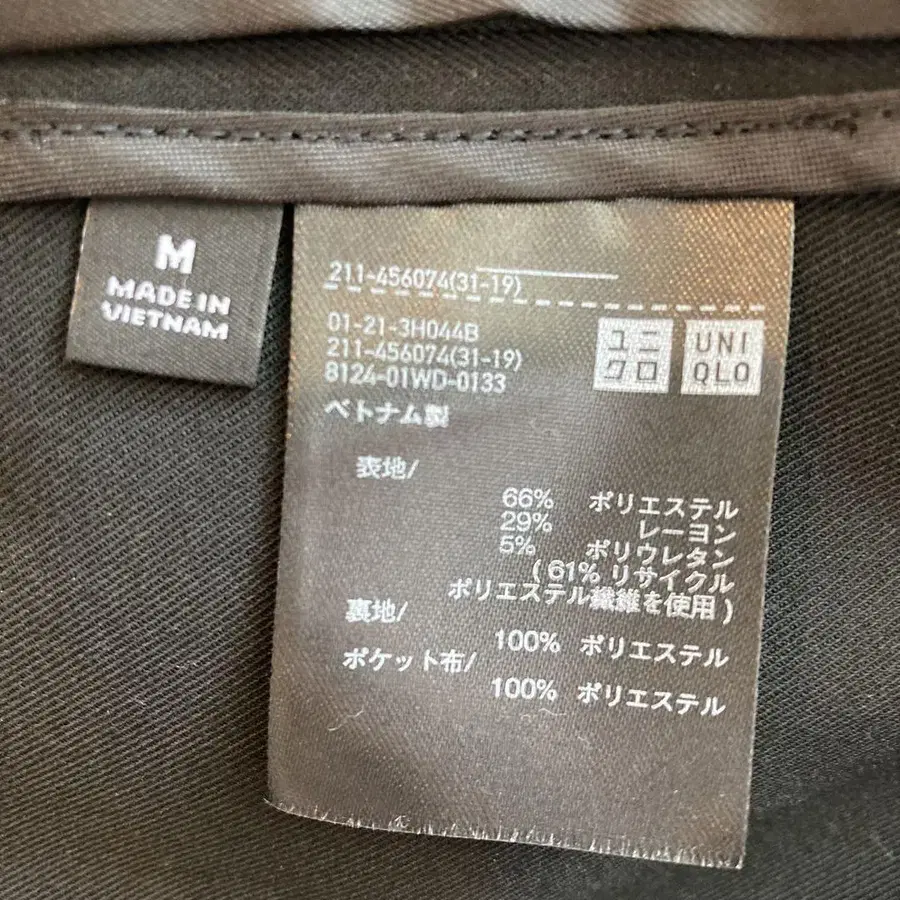 M
MADE IN
VIETNAM
211-456074(31-19)
01-21-3H044B
211-456074(31-19)
8124-01WD-0133
ユニ
クロ
UNI
QLO
ベトナム製
表地/
66% ポリエステル
29% レーヨン
5% ポリウレタン
(61% リサイクル
ポリエステル繊維を使用)
裏地/
100% ポリエステル
ポケット布/
100% ポリエステル